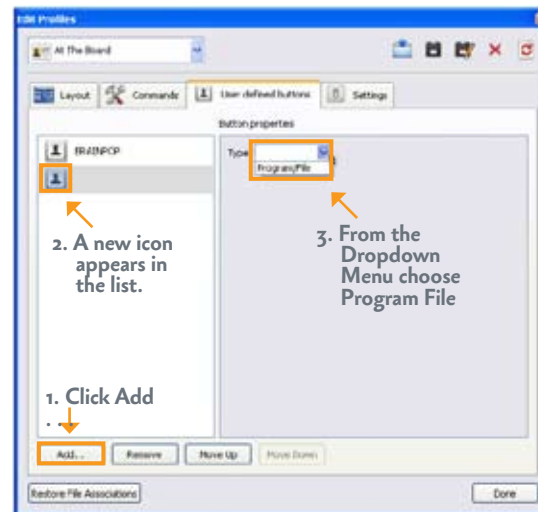 Edit Profiles
At The Board
Layout Commands User defined buttons Settings
Button properties
BRAINPOP
Type
Program/File
2. A new icon
appears in
the list.
3. From the
Dropdown
Menu choose
Program File
1. Click Add
. . .
Add... Remove Move Up Move Down
Restore File Associations Done